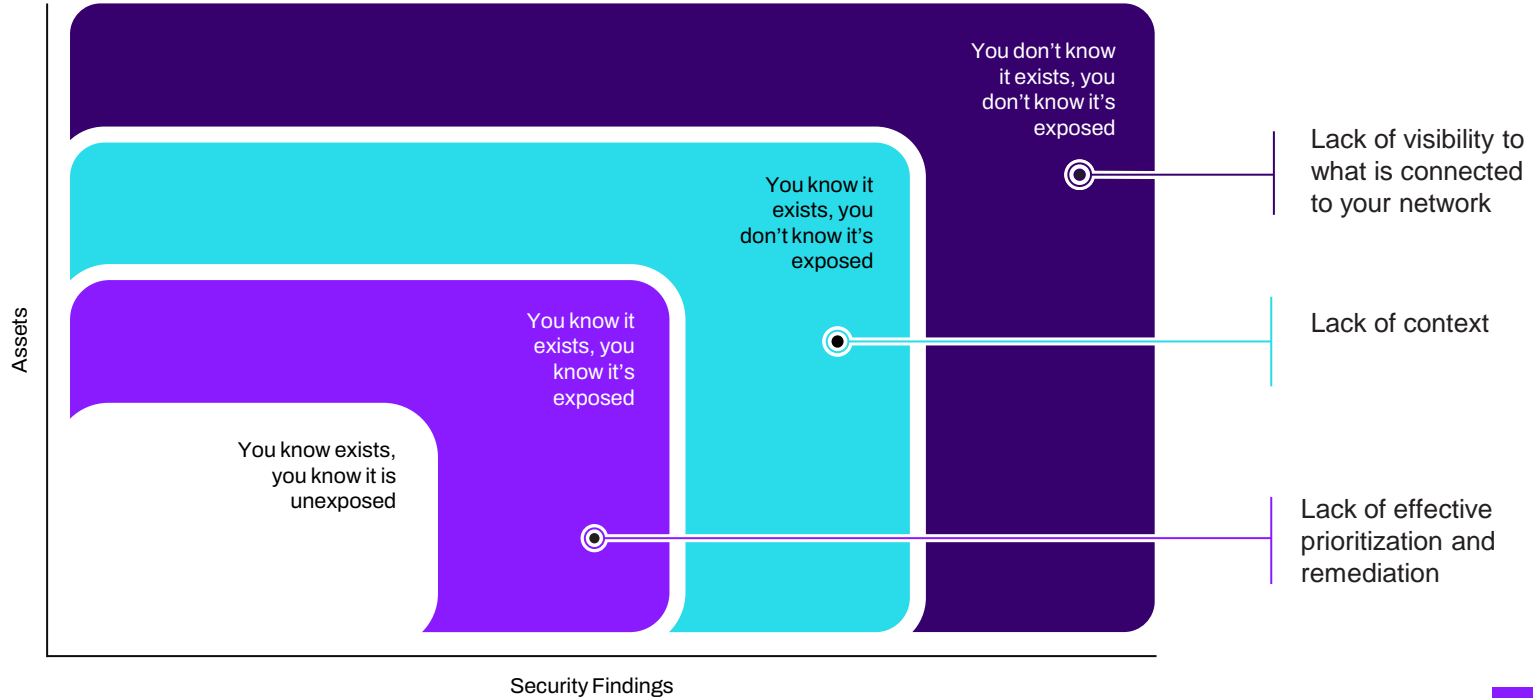 You don't know
it exists, you
don't know it's
exposed
Lack of visibility to
what is connected
to your network
You know it
exists, you
don't know it's
exposed
Lack of context
You know it
exists, you
know it's
exposed
You know exists,
you know it is
unexposed
Lack of effective
prioritization and
remediation
Assets
Security Findings